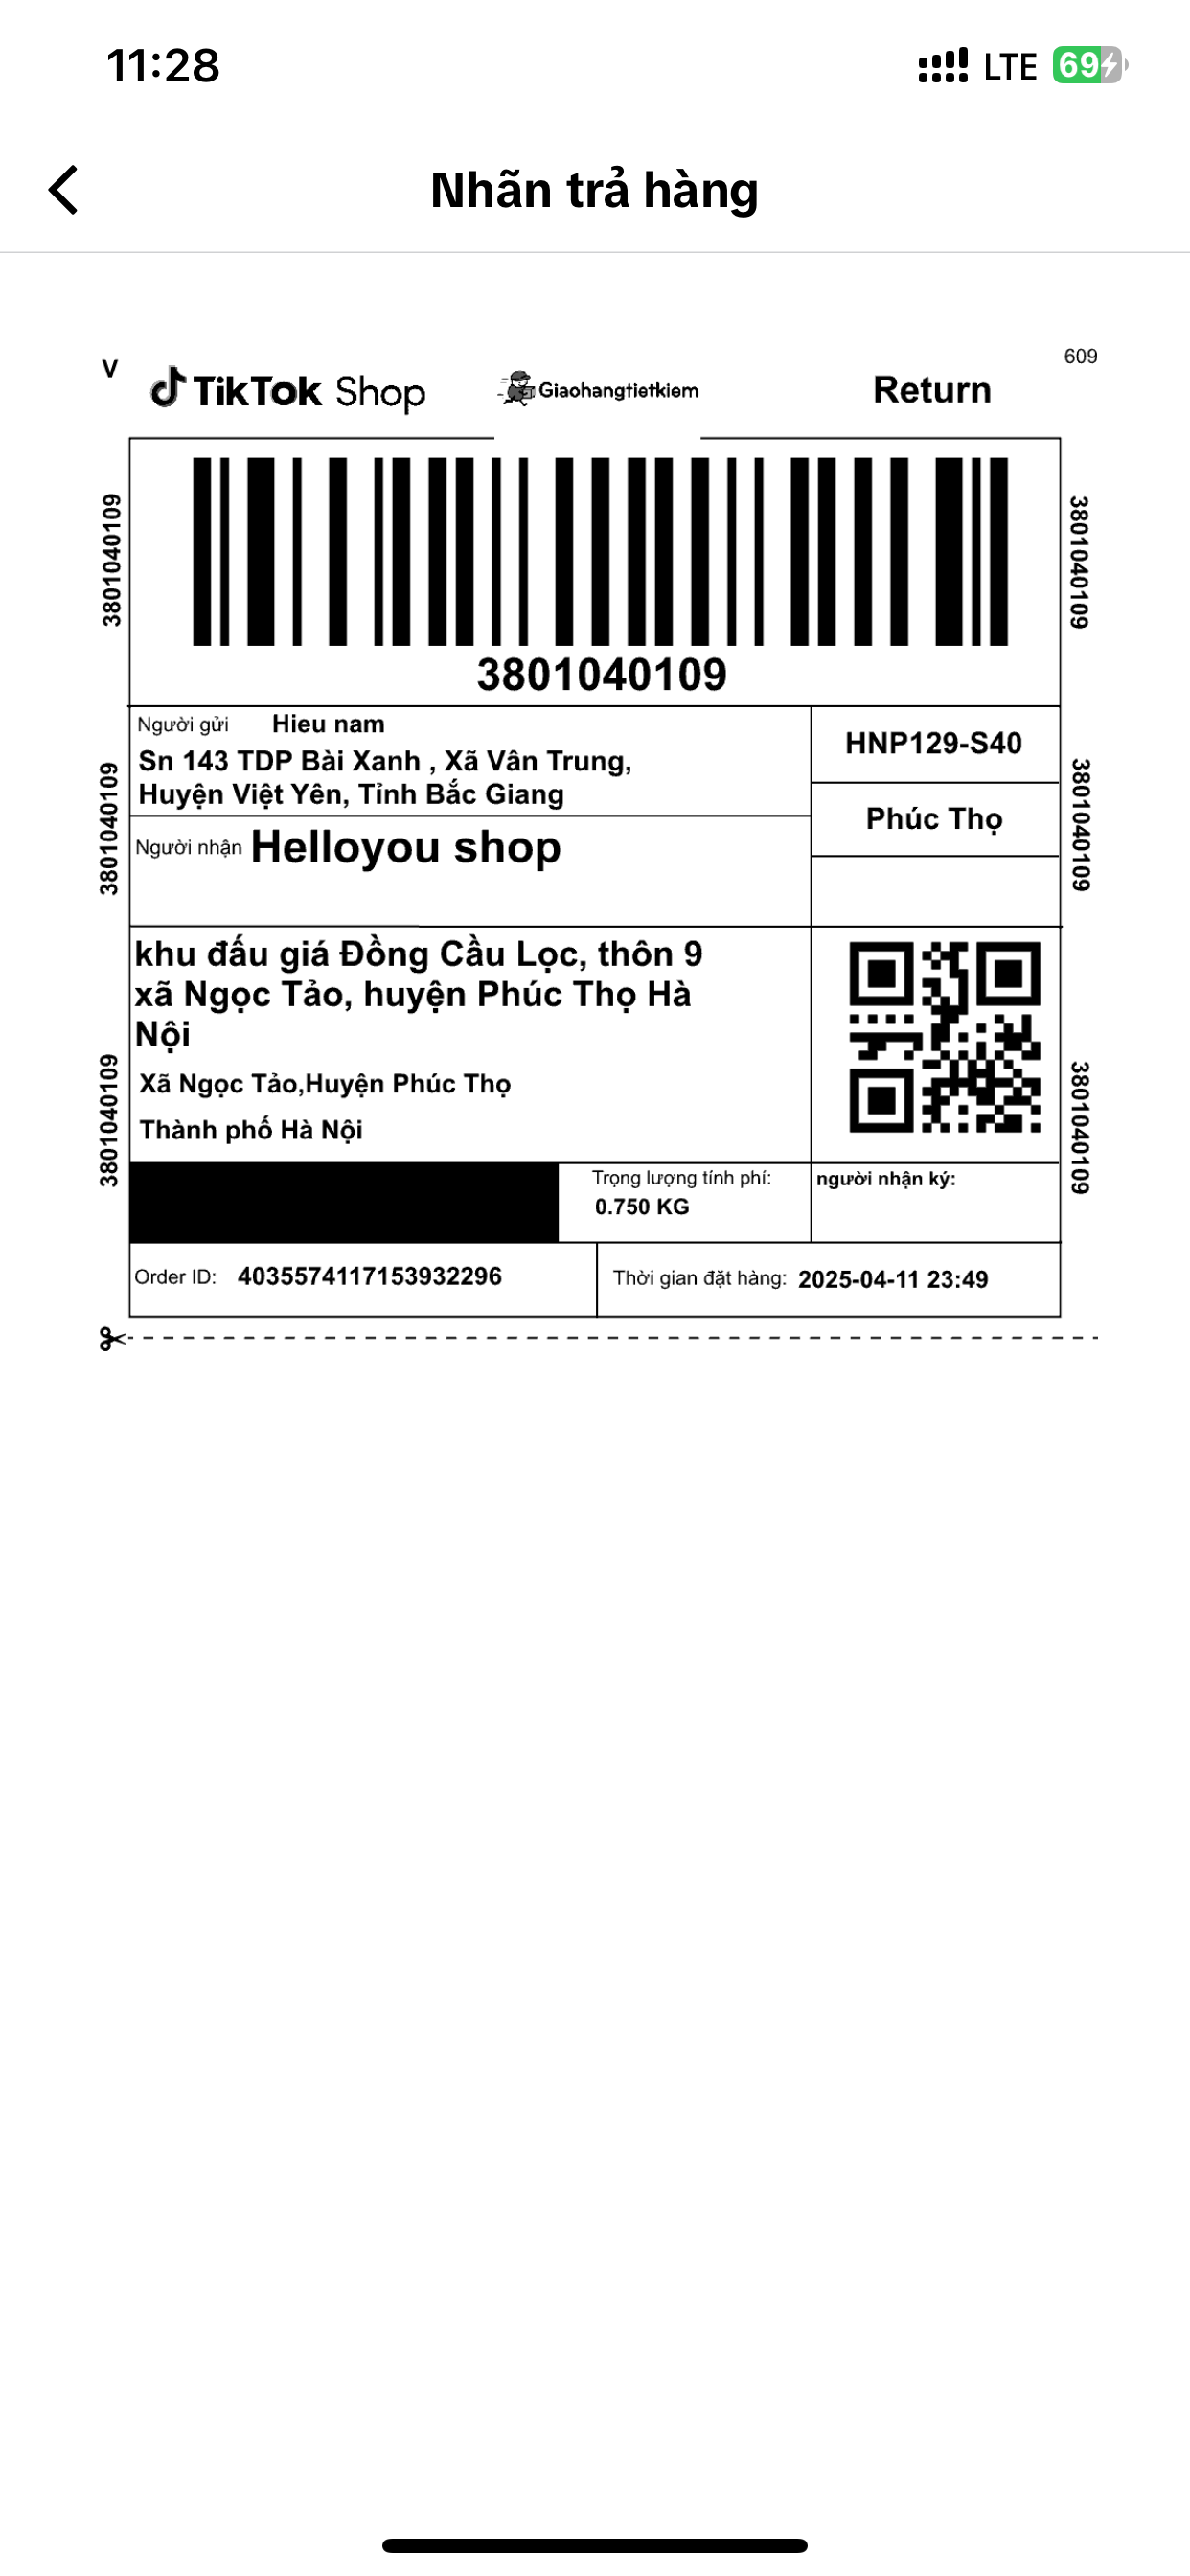 11:28
LTE 69
Nhãn trả hàng
609
V
TikTok Shop
Giaohangtietkiem
Return
3801040109
3801040109
3801040109
Người gửi Hieu nam
Sn 143 TDP Bài Xanh , Xã Vân Trung,
Huyện Việt Yên, Tỉnh Bắc Giang
HNP129-S40
Phúc Thọ
3801040109
3801040109
Người nhận Helloyou shop
khu đấu giá Đồng Cầu Lọc, thôn 9
xã Ngọc Tảo, huyện Phúc Thọ Hà
Nội
Xã Ngọc Tảo,Huyện Phúc Thọ
Thành phố Hà Nội
3801040109
3801040109
Trọng lượng tính phí:
0.750 KG
người nhận ký:
Order ID: 4035574117153932296
Thời gian đặt hàng: 2025-04-11 23:49